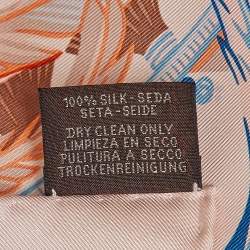 100% SILK-SEDA
SETA-SEIDE
DRY CLEAN ONLY
LIMPIEZA EN SECO
PULITURA A SECCO
TROCKENREINIGUNG